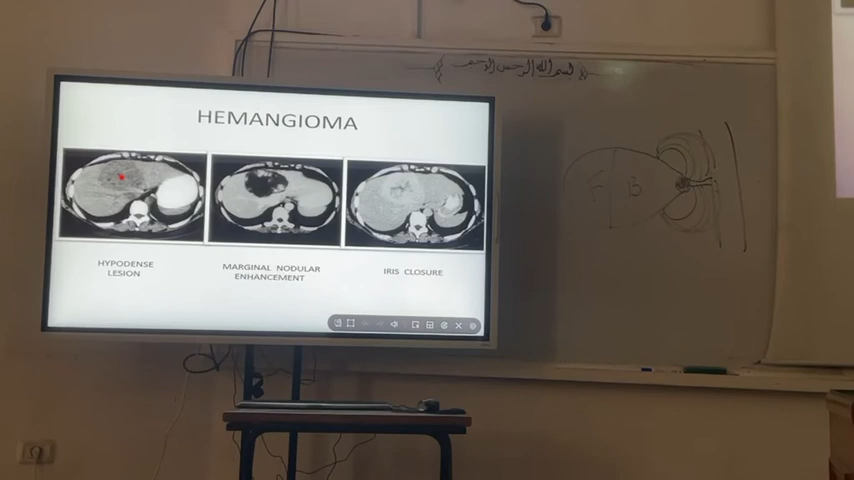 بسم الله الرحمن الرحيم
HEMANGIOMA
HYPODENSE
LESION
MARGINAL NODULAR
ENHANCEMENT
IRIS CLOSURE